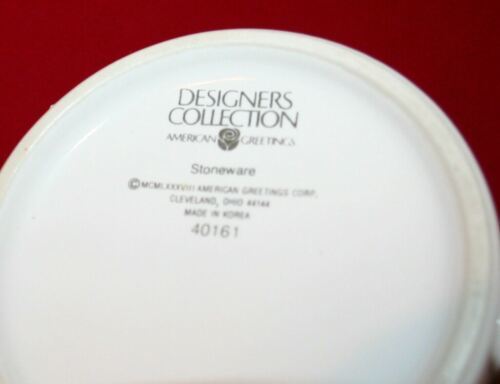 DESIGNERS
COLLECTION
AMERICAN GREETINGS
Stoneware
©MCMLXXXVIII AMERICAN GREETINGS CORP.
CLEVELAND, OHIO 44144
MADE IN KOREA
40161